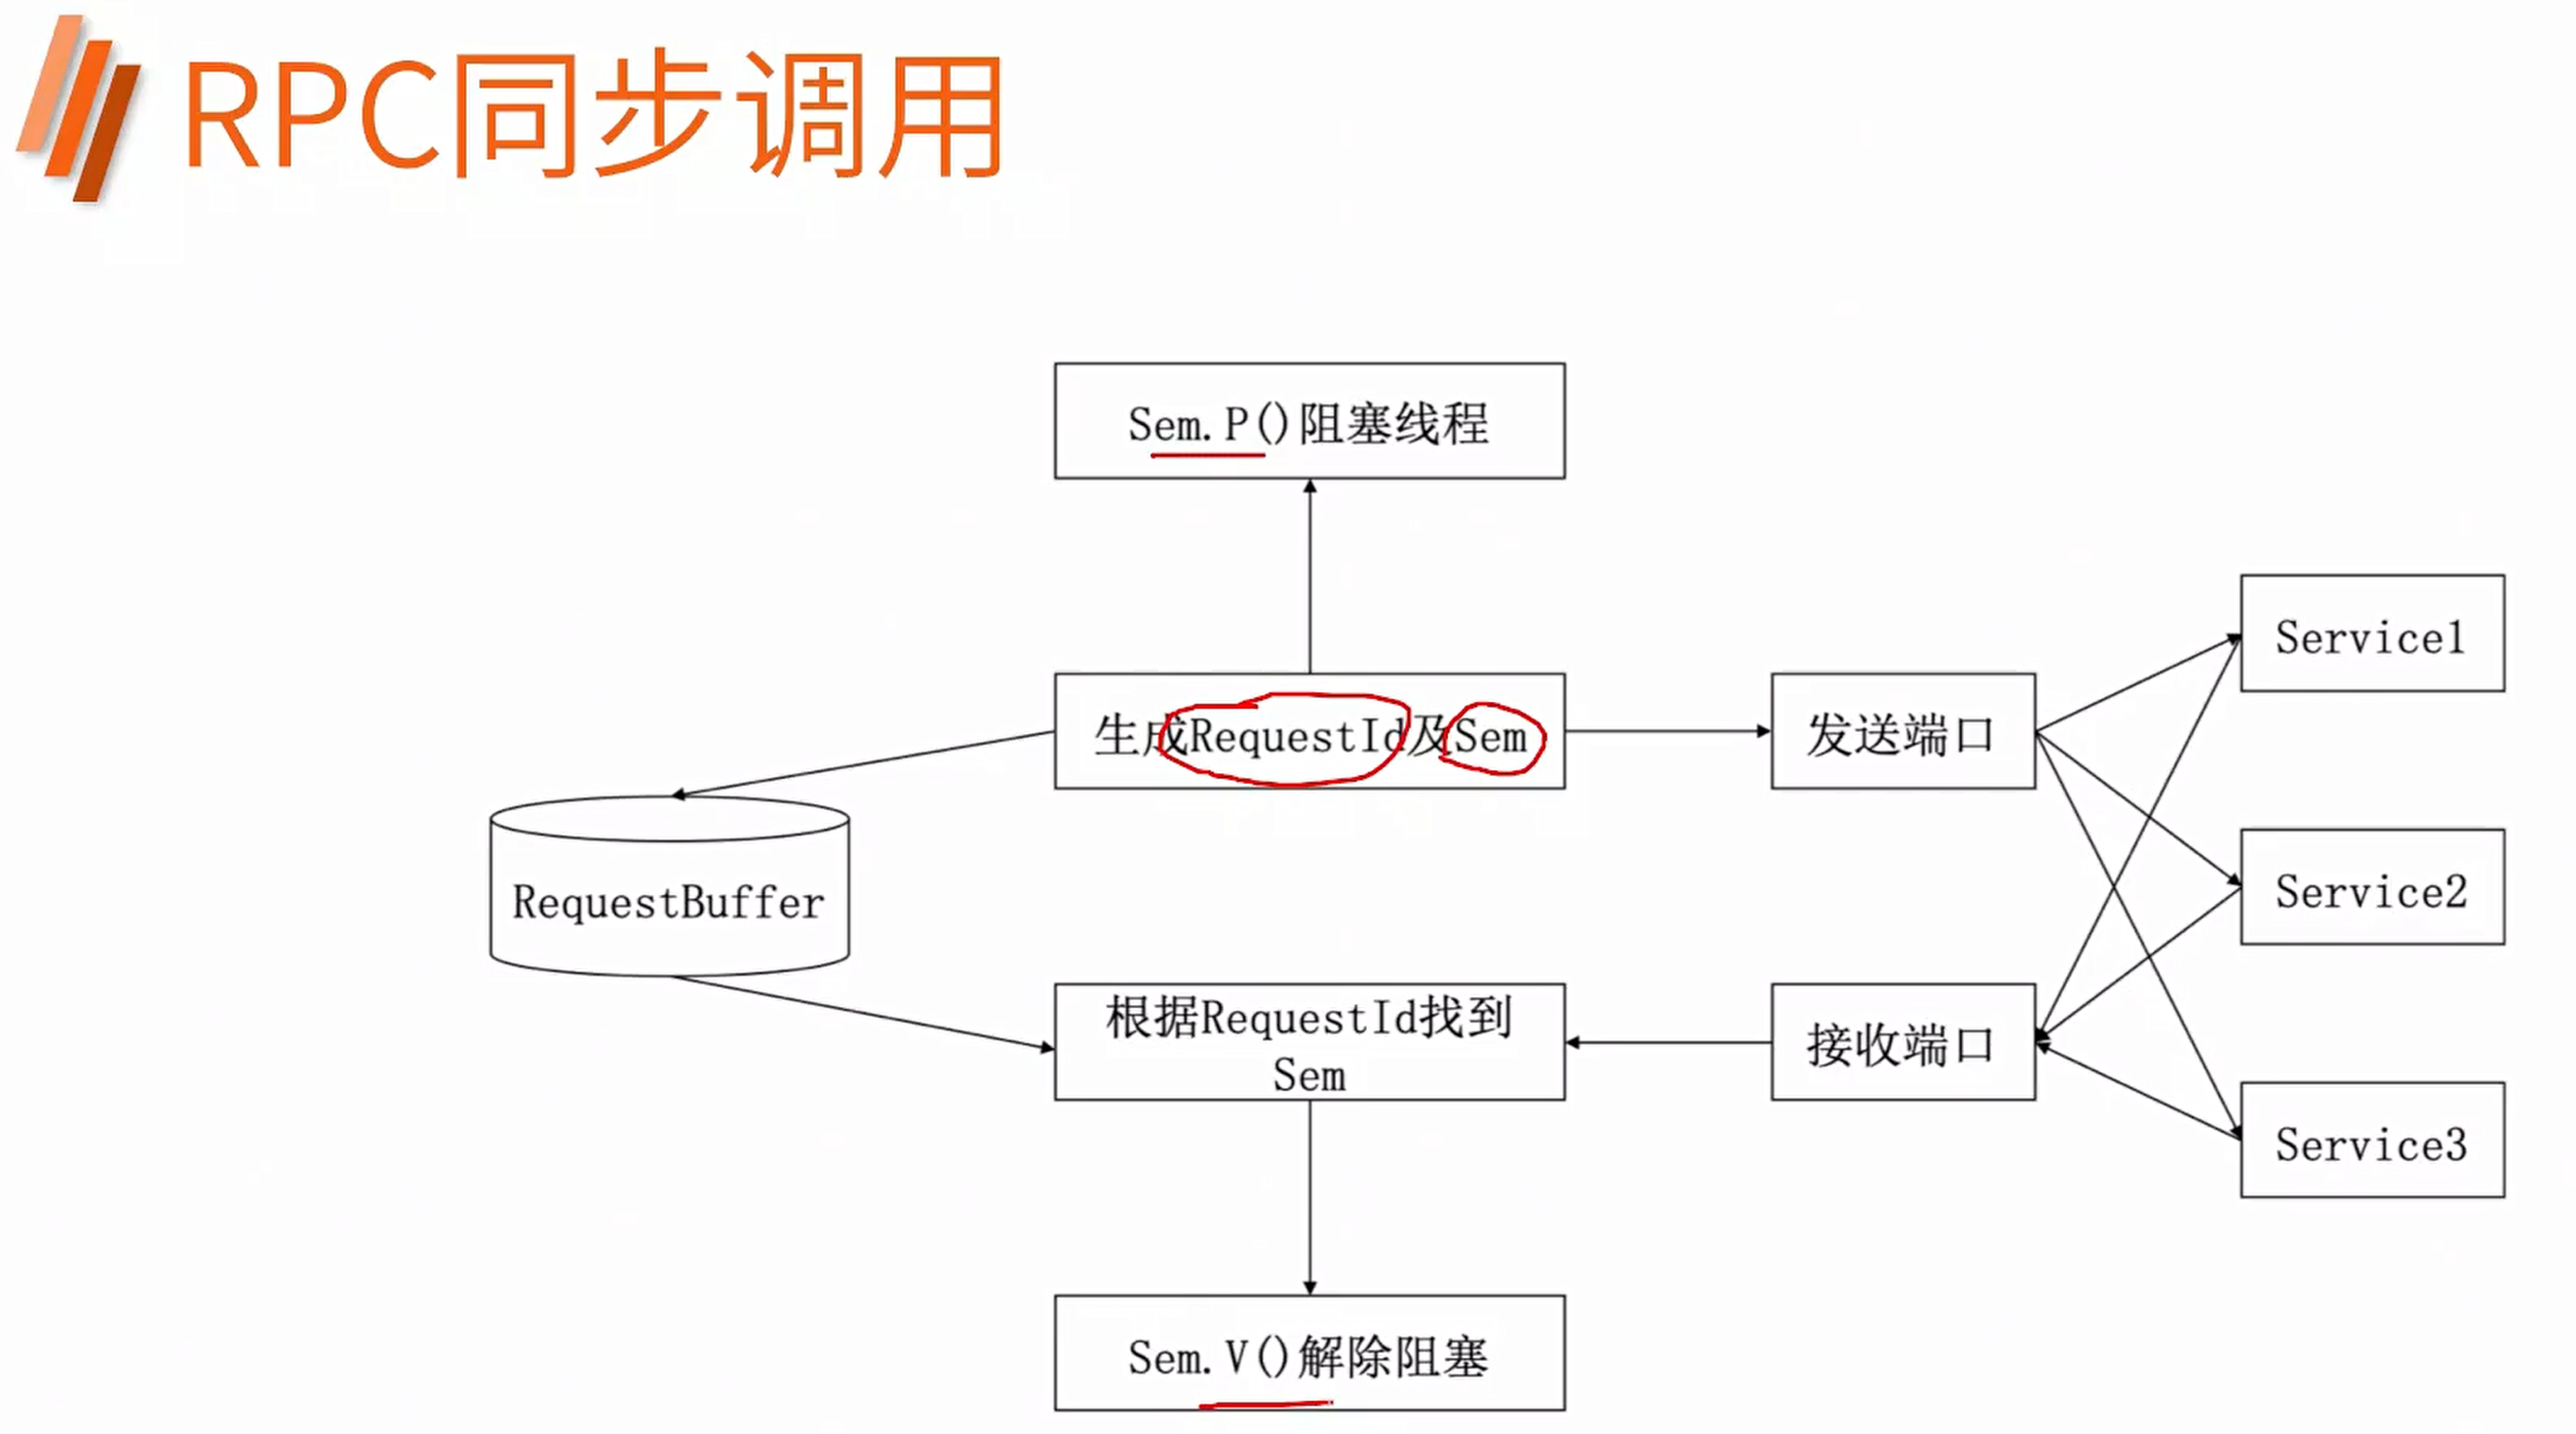 RPC同步调用
Sem.P()阻塞线程
生成RequestId及Sem
发送端口
Service1
Service2
Service3
RequestBuffer
根据RequestId找到
Sem
接收端口
Sem.V()解除阻塞